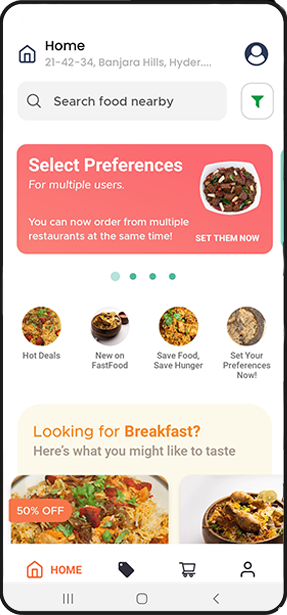 Home
21-42-34, Banjara Hills, Hyder....
Search food nearby
Select Preferences
For multiple users.
You can now order from multiple
restaurants at the same time!
SET THEM NOW
Hot Deals
New on
FastFood
Save Food,
Save Hunger
Set Your
Preferences
Now!
Looking for Breakfast?
Here's what you might like to taste
50% OFF
HOME